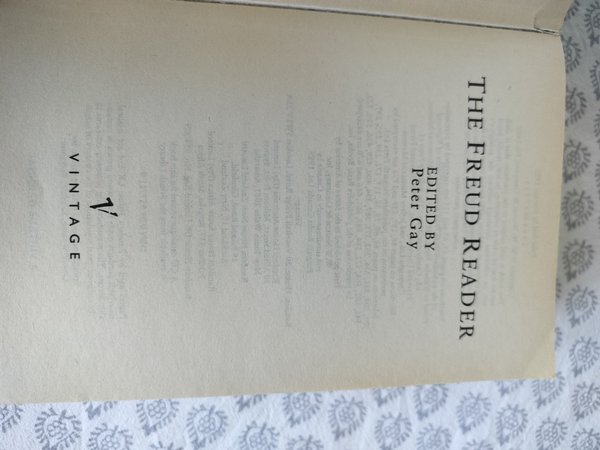 THE FREUD READER
EDITED BY
Peter Gay
VINTAGE